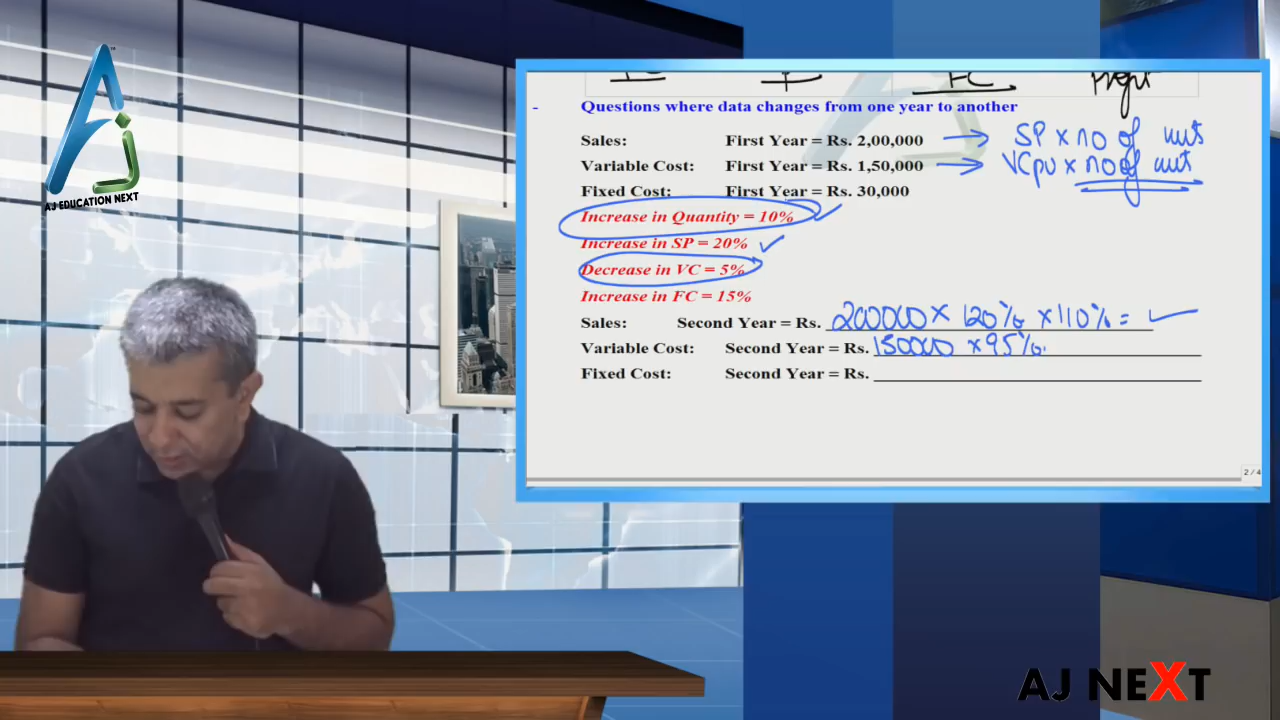 AJ EDUCATION NEXT
FC
Profit
- Questions where data changes from one year to another
Sales: First Year = Rs. 2,00,000 → SP x no of units
Variable Cost: First Year = Rs. 1,50,000 → VCpu x no of unit
Fixed Cost: First Year = Rs. 30,000
Increase in Quantity = 10%
Increase in SP = 20%
Decrease in VC = 5%
Increase in FC = 15%
Sales: Second Year = Rs. 200000 x 120% x 110% =
Variable Cost: Second Year = Rs. 150000 x 95%
Fixed Cost: Second Year = Rs.
2 / 4
AJ NEXT